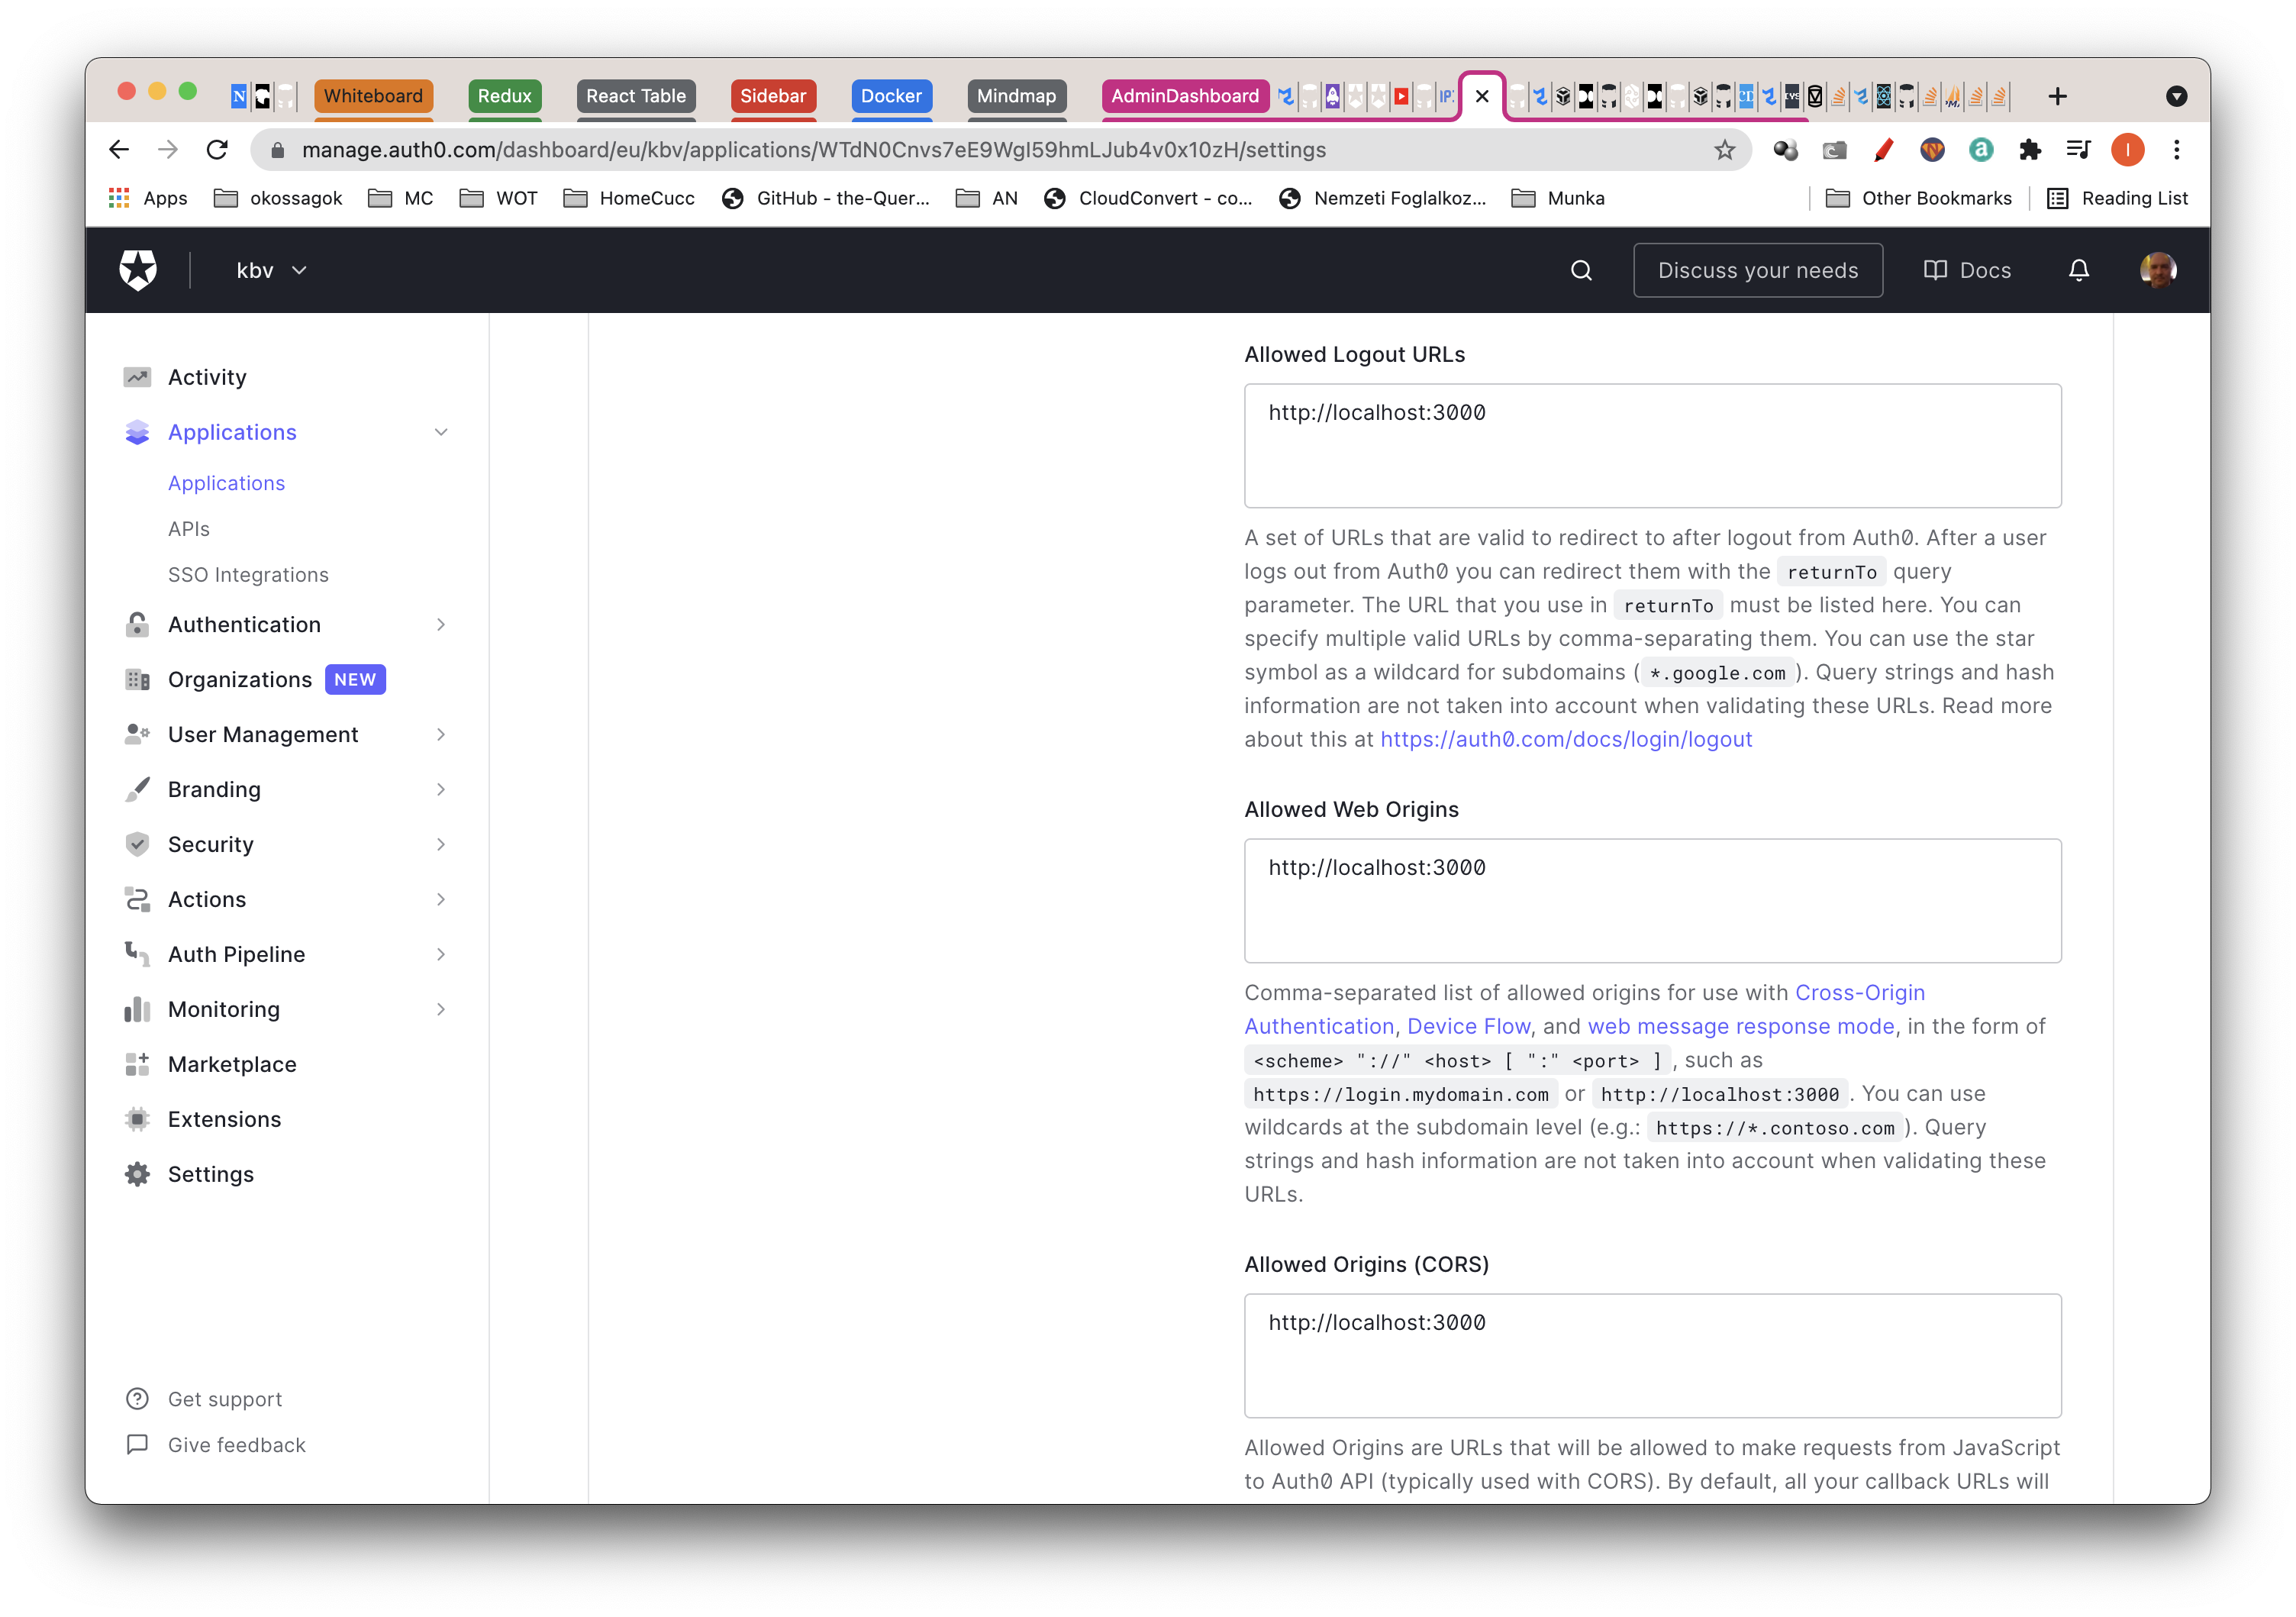 Whiteboard Redux React Table Sidebar Docker Mindmap AdminDashboard
manage.auth0.com/dashboard/eu/kbv/applications/WTdN0Cnvs7eE9WgI59hmLJub4v0x10zH/settings
Apps okossagok MC WOT HomeCucc GitHub - the-Quer... AN CloudConvert - co... Nemzeti Foglalkoz... Munka Other Bookmarks Reading List
kbv Discuss your needs Docs
Activity
Applications
Applications
APIs
SSO Integrations
Authentication
Organizations NEW
User Management
Branding
Security
Actions
Auth Pipeline
Monitoring
Marketplace
Extensions
Settings
Get support
Give feedback
Allowed Logout URLs
http://localhost:3000
A set of URLs that are valid to redirect to after logout from Auth0. After a user
logs out from Auth0 you can redirect them with the returnTo query
parameter. The URL that you use in returnTo must be listed here. You can
specify multiple valid URLs by comma-separating them. You can use the star
symbol as a wildcard for subdomains ( *.google.com ). Query strings and hash
information are not taken into account when validating these URLs. Read more
about this at https://auth0.com/docs/login/logout
Allowed Web Origins
http://localhost:3000
Comma-separated list of allowed origins for use with Cross-Origin
Authentication, Device Flow, and web message response mode, in the form of
<scheme> "://" <host> [ ":" <port> ] , such as
https://login.mydomain.com or http://localhost:3000 . You can use
wildcards at the subdomain level (e.g.: https://*.contoso.com ). Query
strings and hash information are not taken into account when validating these
URLs.
Allowed Origins (CORS)
http://localhost:3000
Allowed Origins are URLs that will be allowed to make requests from JavaScript
to Auth0 API (typically used with CORS). By default, all your callback URLs will